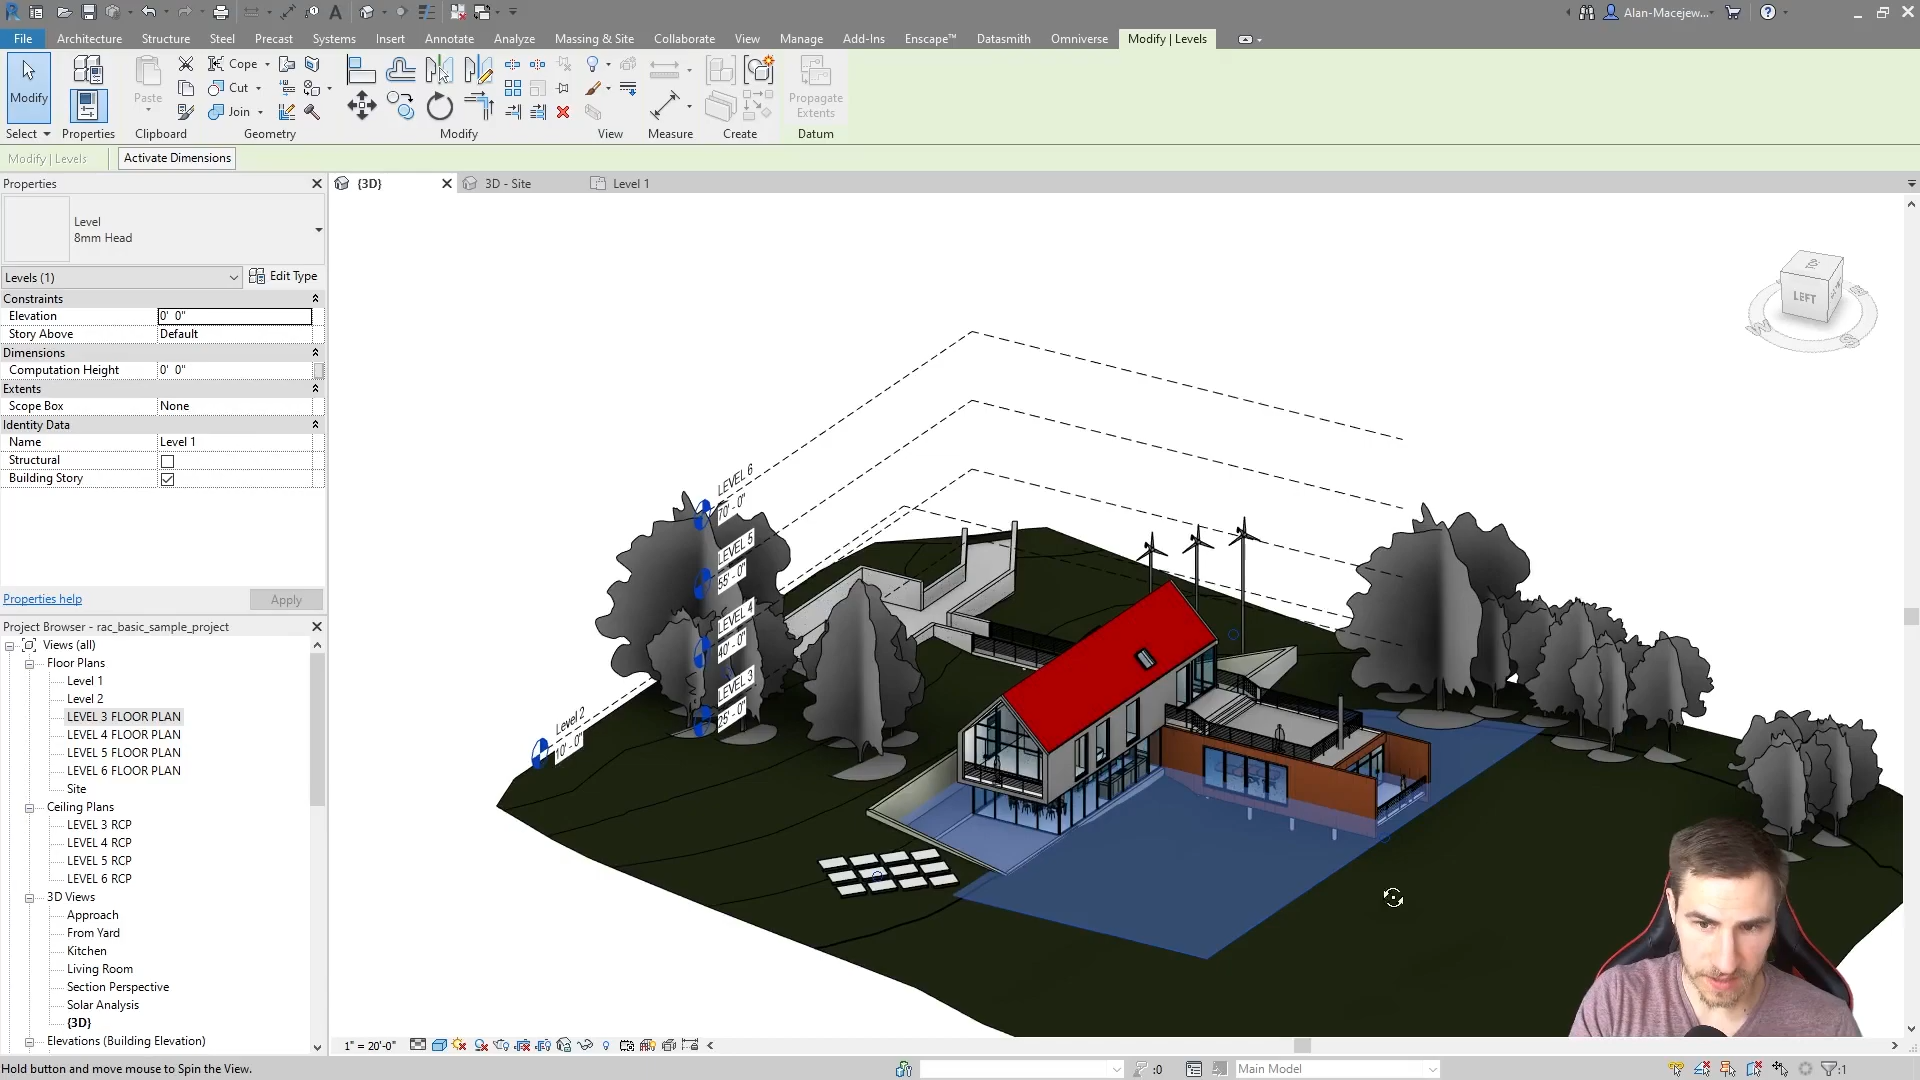 Alan-Macejew...
File
Architecture
Structure
Steel
Precast
Systems
Insert
Annotate
Analyze
Massing & Site
Collaborate
View
Manage
Add-Ins
Enscape™
Datasmith
Omniverse
Modify | Levels
Modify
Paste
Cope
Cut
Join
Propagate
Extents
Select
Properties
Clipboard
Geometry
Modify
View
Measure
Create
Datum
Modify | Levels
Activate Dimensions
Properties
{3D}
3D - Site
Level 1
Level
8mm Head
Levels (1)
Edit Type
Constraints
Elevation 0' 0"
Story Above Default
Dimensions
Computation Height 0' 0"
Extents
Scope Box None
Identity Data
Name Level 1
Structural
Building Story
Properties help
Apply
Project Browser - rac_basic_sample_project
Views (all)
Floor Plans
Level 1
Level 2
LEVEL 3 FLOOR PLAN
LEVEL 4 FLOOR PLAN
LEVEL 5 FLOOR PLAN
LEVEL 6 FLOOR PLAN
Site
Ceiling Plans
LEVEL 3 RCP
LEVEL 4 RCP
LEVEL 5 RCP
LEVEL 6 RCP
3D Views
Approach
From Yard
Kitchen
Living Room
Section Perspective
Solar Analysis
{3D}
Elevations (Building Elevation)
LEFT
W
S
LEVEL 6
70' - 0"
LEVEL 5
55' - 0"
LEVEL 4
40' - 0"
LEVEL 3
25' - 0"
Level 2
10' - 0"
1" = 20'-0"
Hold button and move mouse to Spin the View.
:0
Main Model
:1